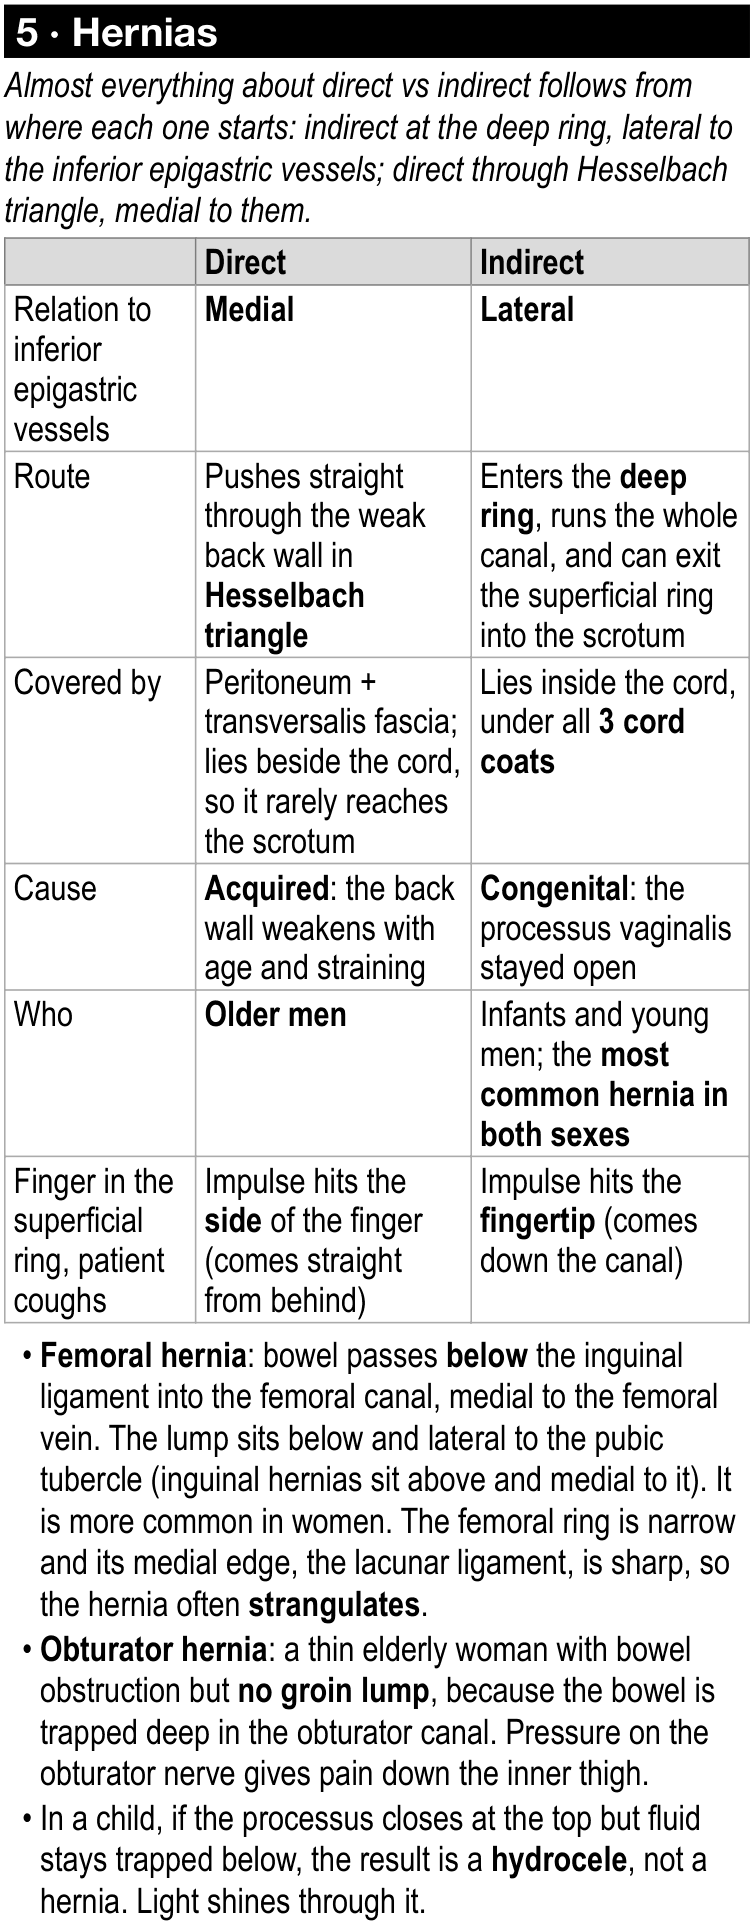 5 · Hernias
Almost everything about direct vs indirect follows from
where each one starts: indirect at the deep ring, lateral to
the inferior epigastric vessels; direct through Hesselbach
triangle, medial to them.
Direct
Indirect
Relation to
inferior
epigastric
vessels
Medial
Lateral
Route
Pushes straight
through the weak
back wall in
Hesselbach
triangle
Enters the deep
ring, runs the whole
canal, and can exit
the superficial ring
into the scrotum
Covered by
Peritoneum +
transversalis fascia;
lies beside the cord,
so it rarely reaches
the scrotum
Lies inside the cord,
under all 3 cord
coats
Cause
Acquired: the back
wall weakens with
age and straining
Congenital: the
processus vaginalis
stayed open
Who
Older men
Infants and young
men; the most
common hernia in
both sexes
Finger in the
superficial
ring, patient
coughs
Impulse hits the
side of the finger
(comes straight
from behind)
Impulse hits the
fingertip (comes
down the canal)
• Femoral hernia: bowel passes below the inguinal
ligament into the femoral canal, medial to the femoral
vein. The lump sits below and lateral to the pubic
tubercle (inguinal hernias sit above and medial to it). It
is more common in women. The femoral ring is narrow
and its medial edge, the lacunar ligament, is sharp, so
the hernia often strangulates.
• Obturator hernia: a thin elderly woman with bowel
obstruction but no groin lump, because the bowel is
trapped deep in the obturator canal. Pressure on the
obturator nerve gives pain down the inner thigh.
• In a child, if the processus closes at the top but fluid
stays trapped below, the result is a hydrocele, not a
hernia. Light shines through it.